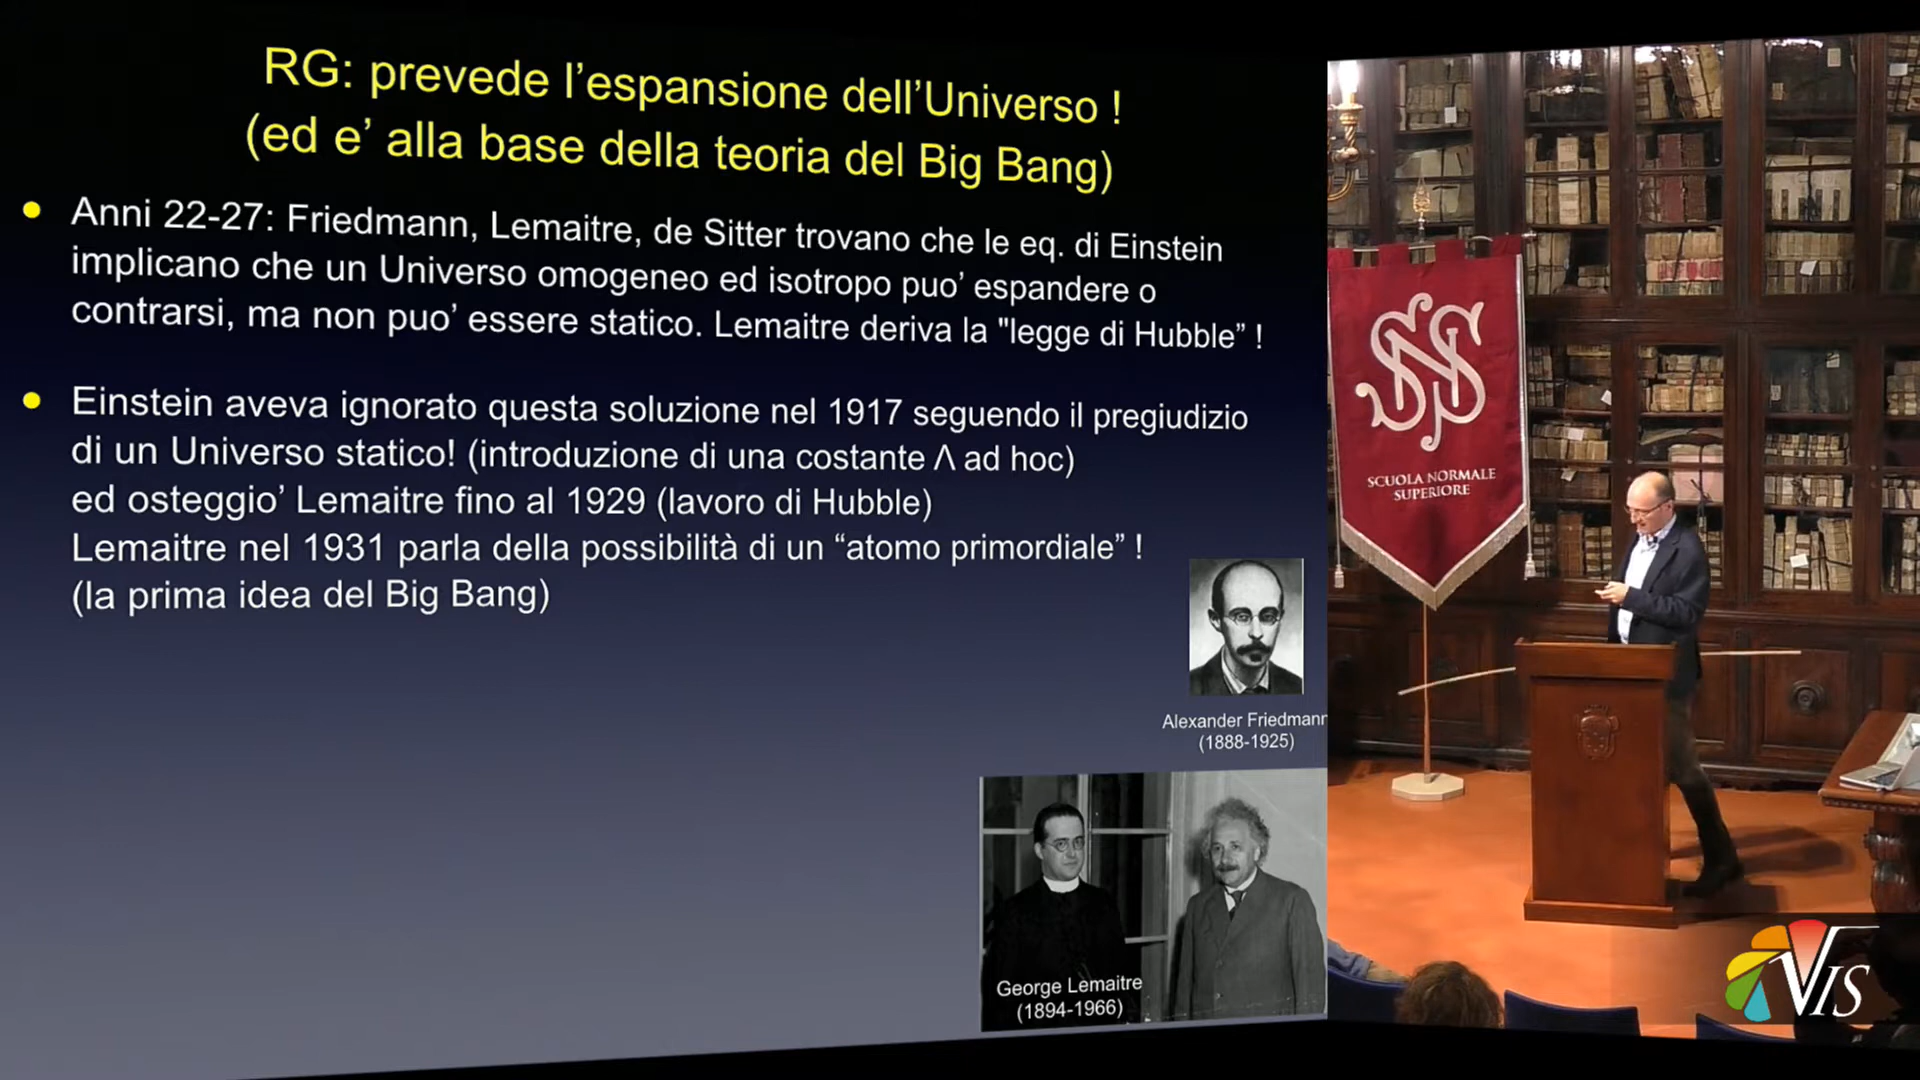 RG: prevede l’espansione dell’Universo !
(ed e’ alla base della teoria del Big Bang)
Anni 22-27: Friedmann, Lemaitre, de Sitter trovano che le eq. di Einstein
implicano che un Universo omogeneo ed isotropo puo’ espandere o
contrarsi, ma non puo’ essere statico. Lemaitre deriva la "legge di Hubble” !
Einstein aveva ignorato questa soluzione nel 1917 seguendo il pregiudizio
di un Universo statico! (introduzione di una costante Λ ad hoc)
ed osteggio’ Lemaitre fino al 1929 (lavoro di Hubble)
Lemaitre nel 1931 parla della possibilità di un “atomo primordiale” !
(la prima idea del Big Bang)
Alexander Friedmann
(1888-1925)
George Lemaitre
(1894-1966)
SNS
SCUOLA NORMALE
SUPERIORE
VIS